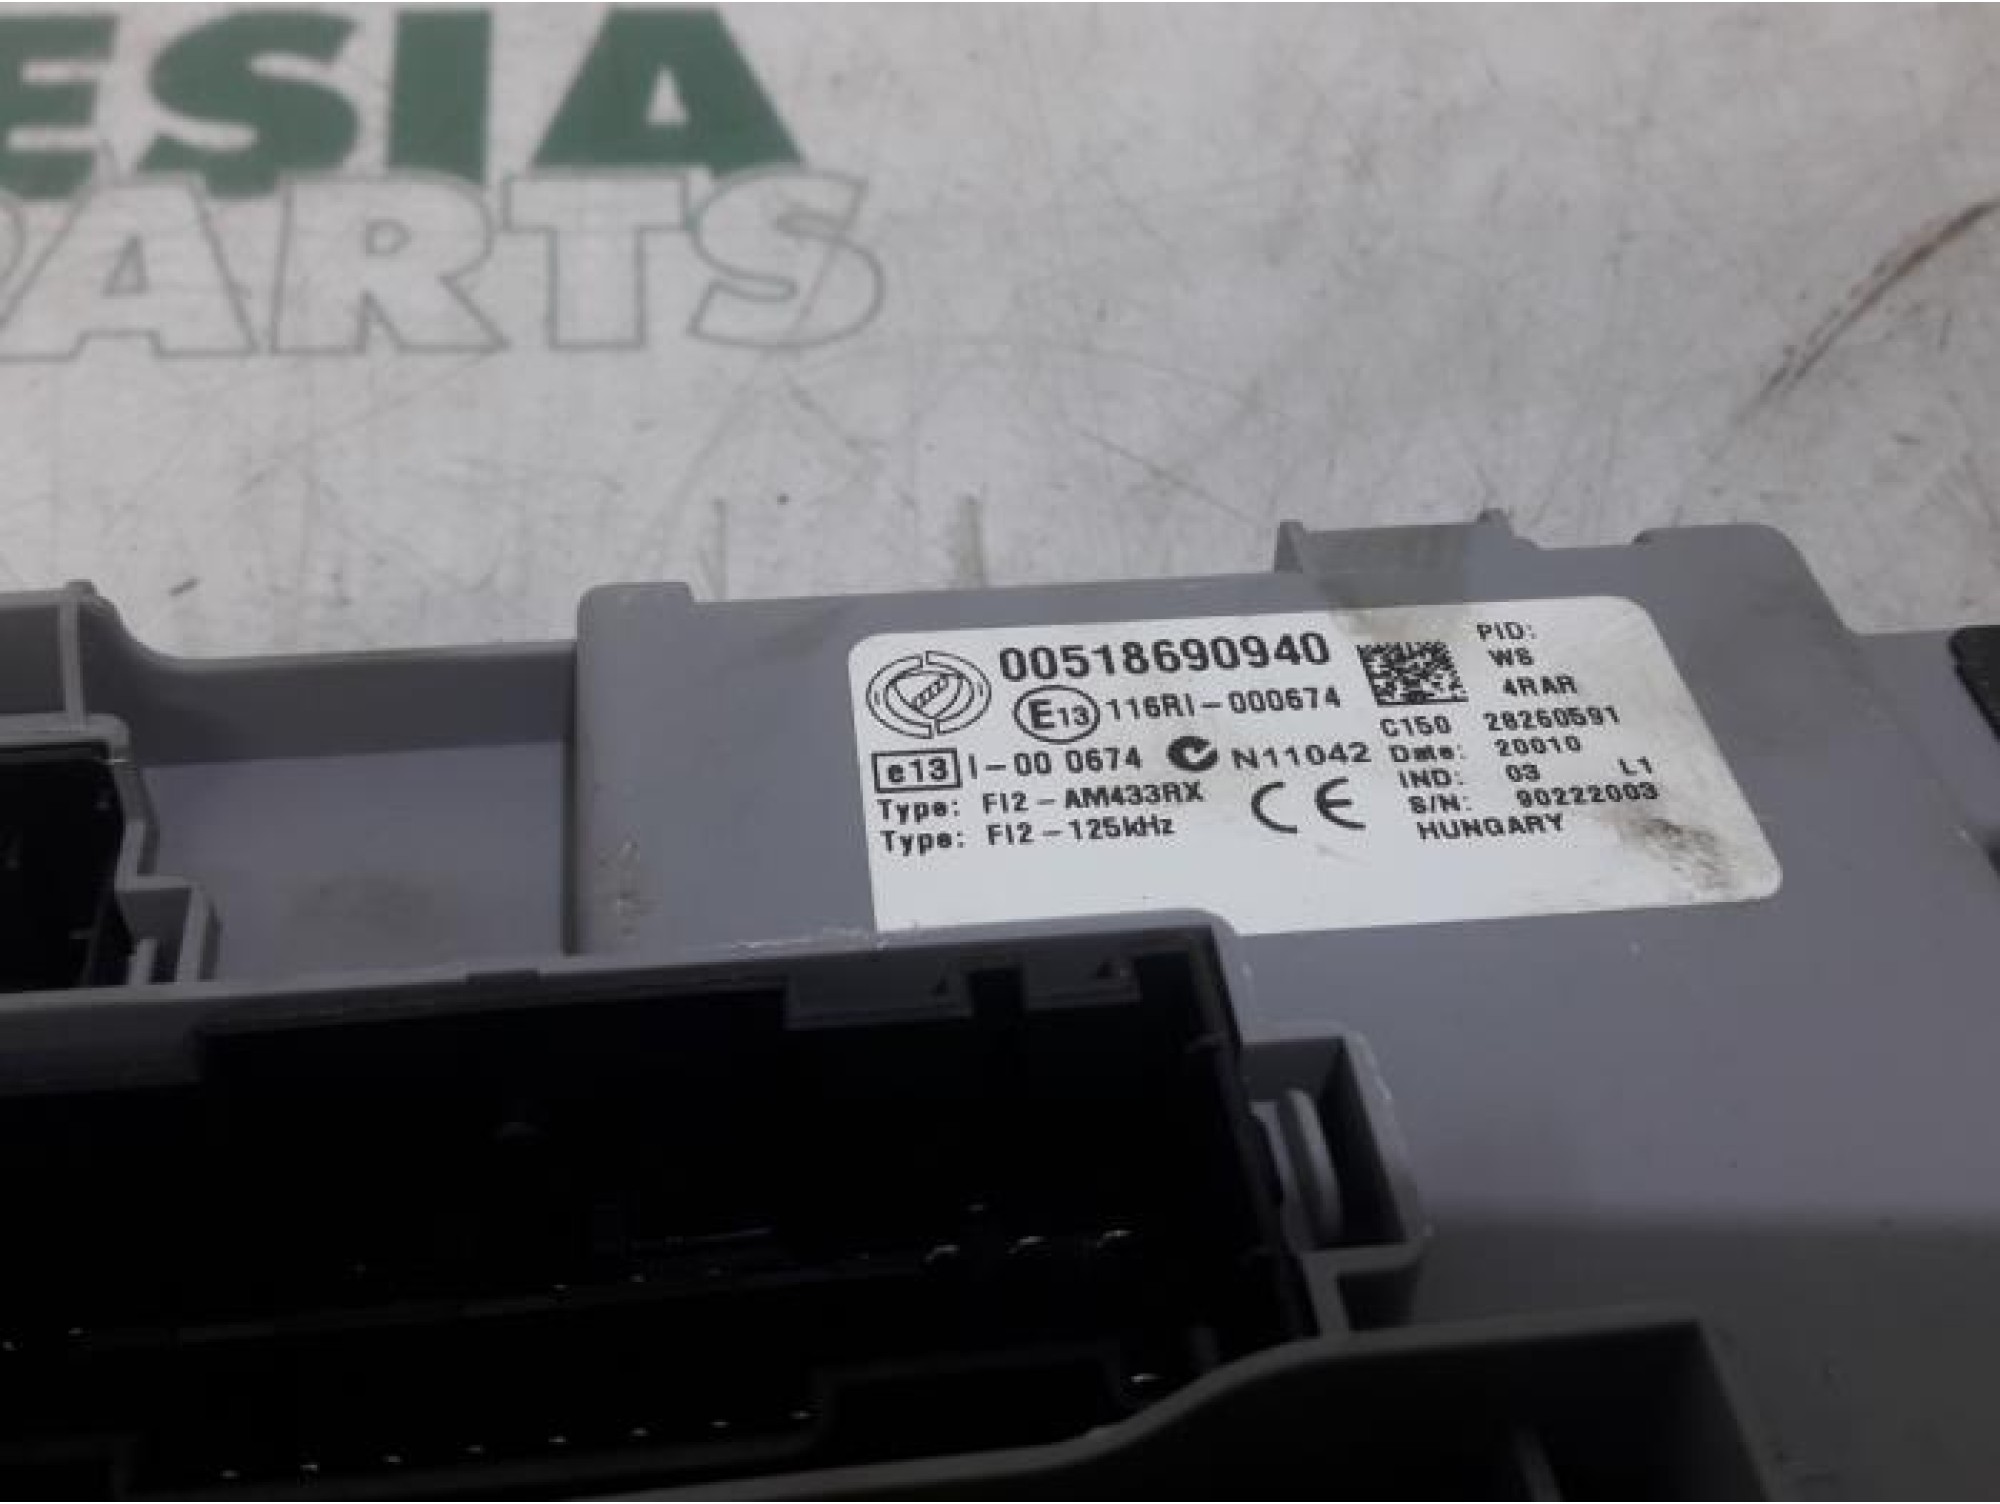 ESIA
PARTS
00518690940
E13 116RI-000674
e13 I-00 0674 N11042
Type: FI2-AM433RX
Type: FI2-125kHz
CE
PID:
W6
4RAR
C150 28260591
Date: 20010
IND: 03 L1
S/N: 90222003
HUNGARY